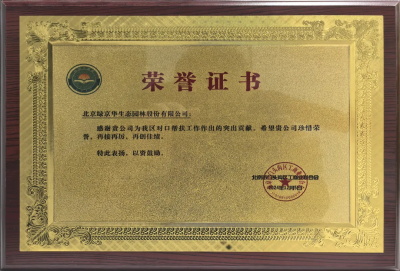 荣誉证书
北京绿京华生态园林股份有限公司：
感谢贵公司为我区对口帮扶工作作出的突出贡献。希望贵公司珍惜荣
誉，再接再厉、再创佳绩。
特此表扬，以资鼓励。